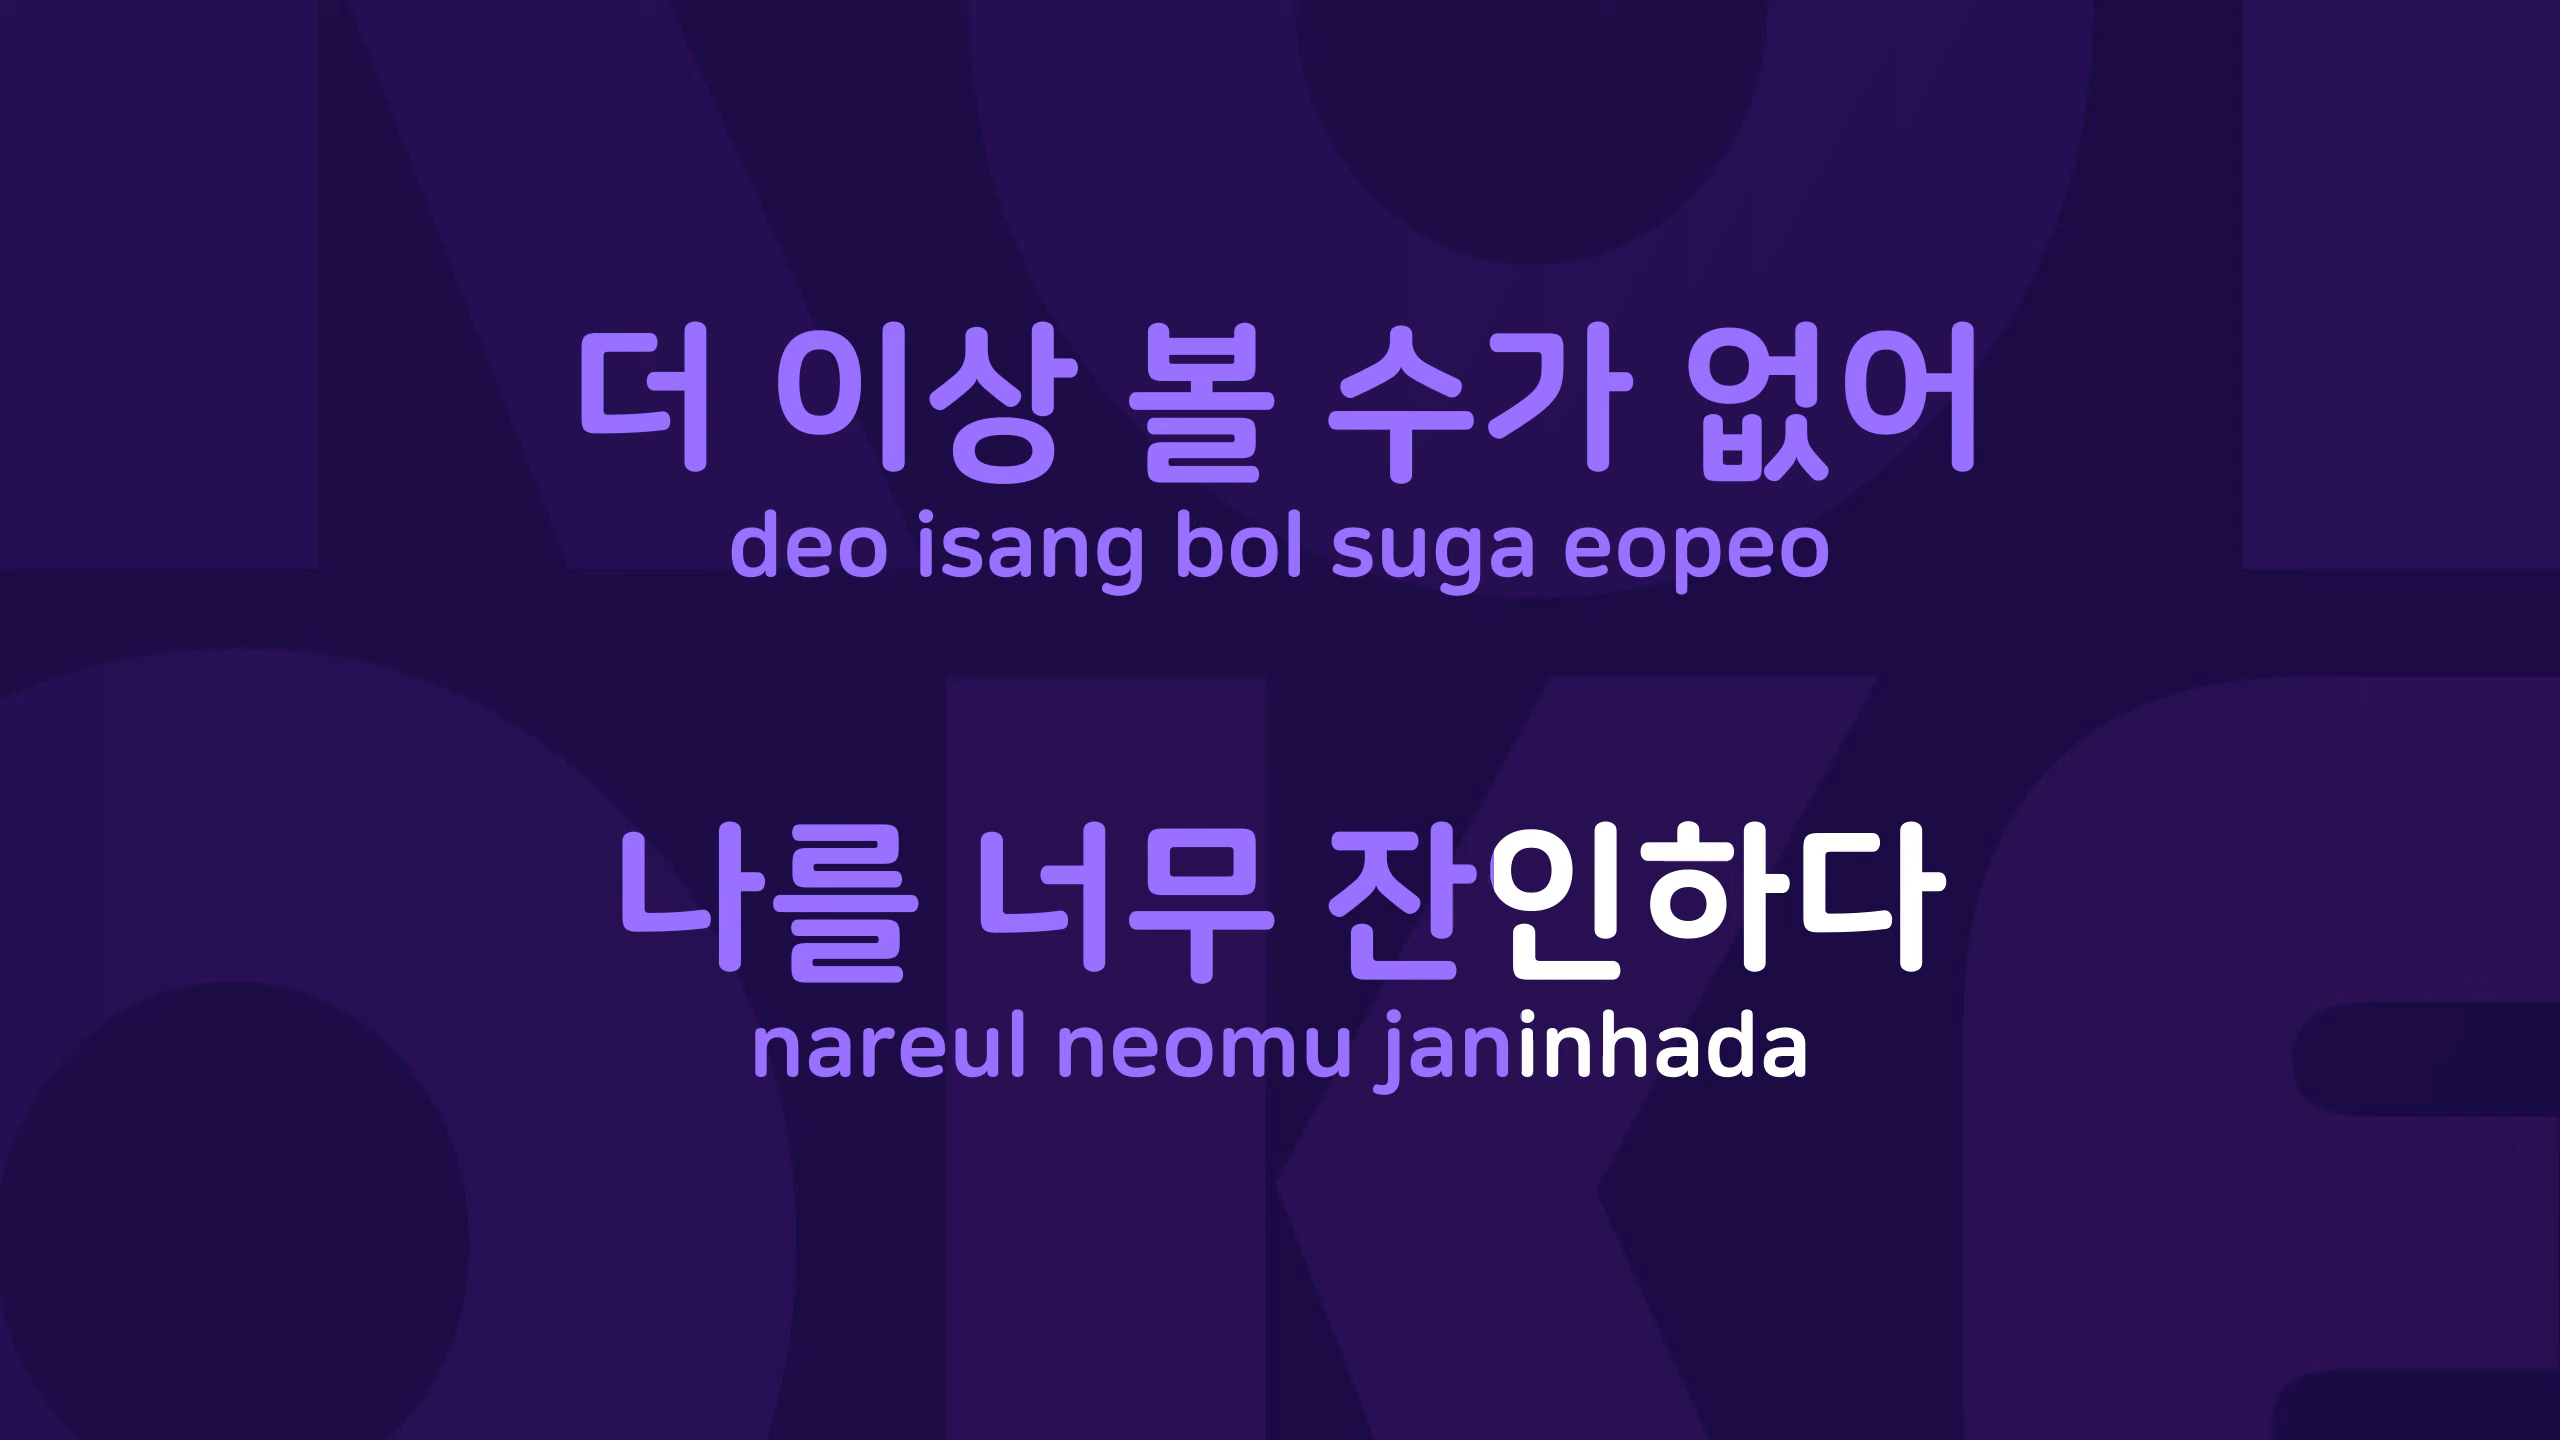 더 이상 볼 수가 없어
deo isang bol suga eopeo
나를 너무 잔인하다
nareul neomu janinhada